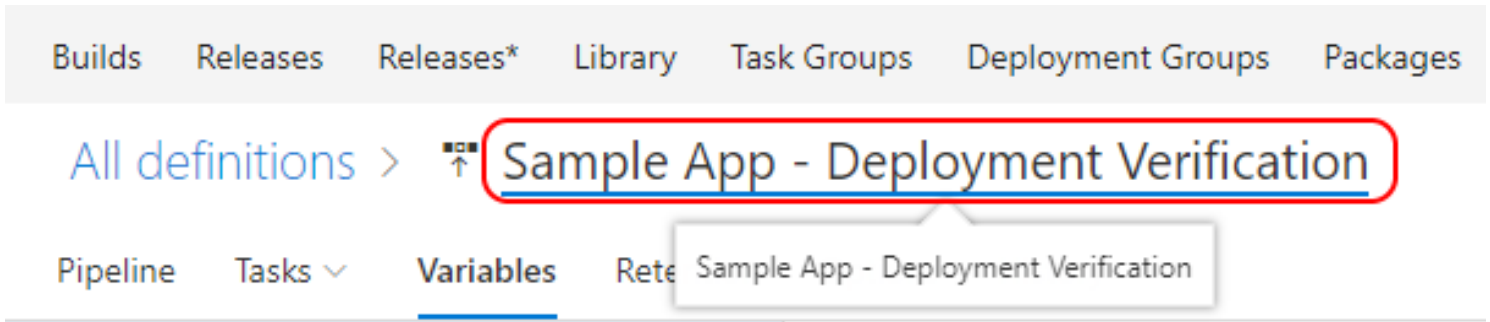 Builds Releases Releases* Library Task Groups Deployment Groups Packages
All definitions > Sample App - Deployment Verification
Pipeline Tasks Variables Rete
Sample App - Deployment Verification